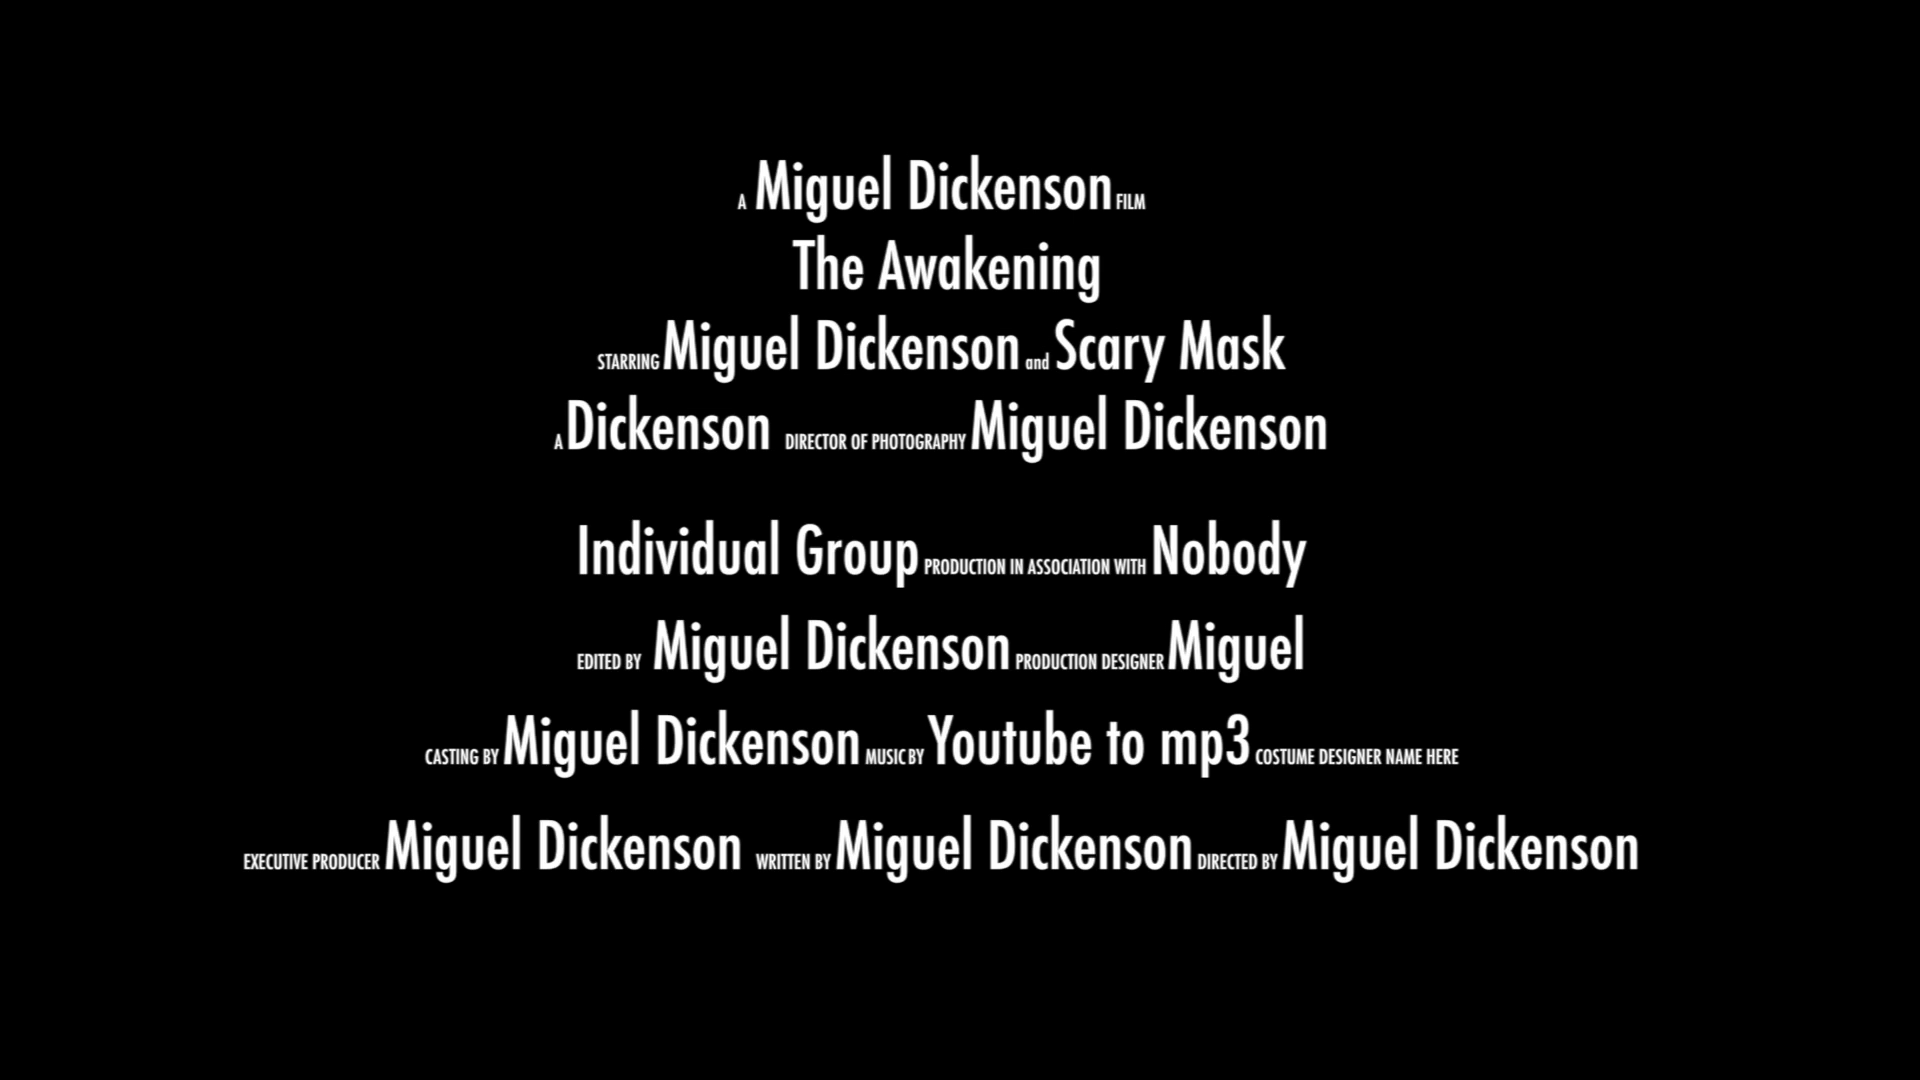 A Miguel Dickenson FILM
The Awakening
STARRING Miguel Dickenson and Scary Mask
A Dickenson DIRECTOR OF PHOTOGRAPHY Miguel Dickenson
Individual Group PRODUCTION IN ASSOCIATION WITH Nobody
EDITED BY Miguel Dickenson PRODUCTION DESIGNER Miguel
CASTING BY Miguel Dickenson MUSIC BY Youtube to mp3 COSTUME DESIGNER NAME HERE
EXECUTIVE PRODUCER Miguel Dickenson WRITTEN BY Miguel Dickenson DIRECTED BY Miguel Dickenson